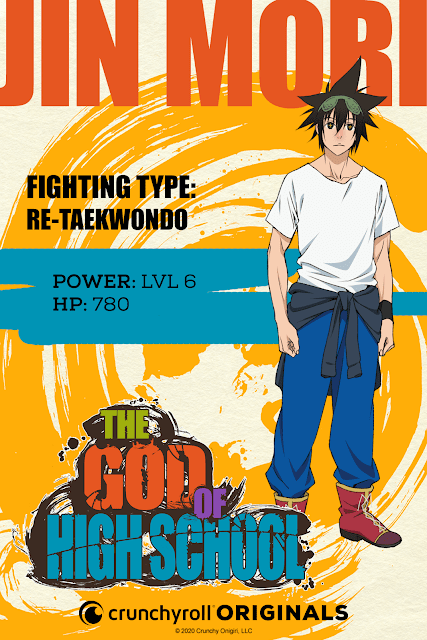 JIN MORI
FIGHTING TYPE:
RE-TAEKWONDO
POWER: LVL 6
HP: 780
THE
GOD
OF
HIGH SCHOOL
crunchyroll ORIGINALS
© 2020 Crunchy Origin, LLC